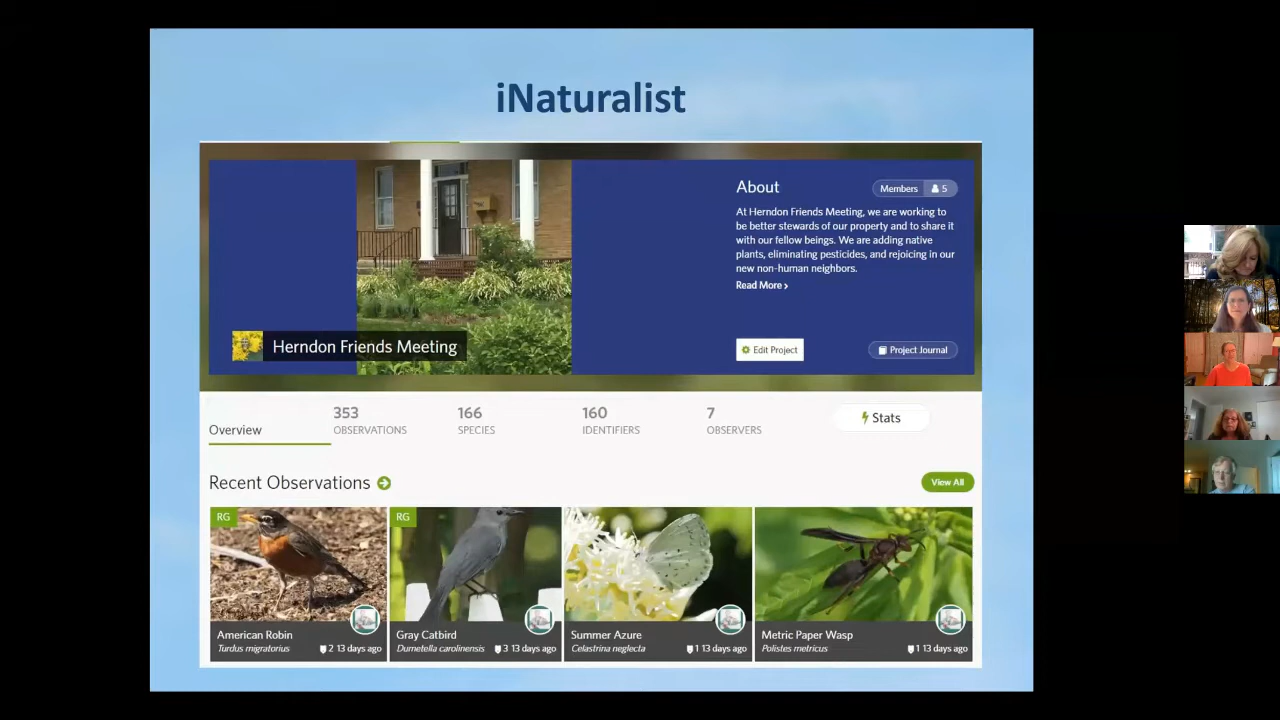 iNaturalist
About
Members 5
At Herndon Friends Meeting, we are working to
be better stewards of our property and to share it
with our fellow beings. We are adding native
plants, eliminating pesticides, and rejoicing in our
new non-human neighbors.
Read More ›
Herndon Friends Meeting
Edit Project
Project Journal
Overview
353
OBSERVATIONS
166
SPECIES
160
IDENTIFIERS
7
OBSERVERS
Stats
Recent Observations
View All
RG
American Robin
Turdus migratorius
2 13 days ago
RG
Gray Catbird
Dumetella carolinensis
3 13 days ago
Summer Azure
Celastrina neglecta
1 13 days ago
Metric Paper Wasp
Polistes metricus
1 13 days ago